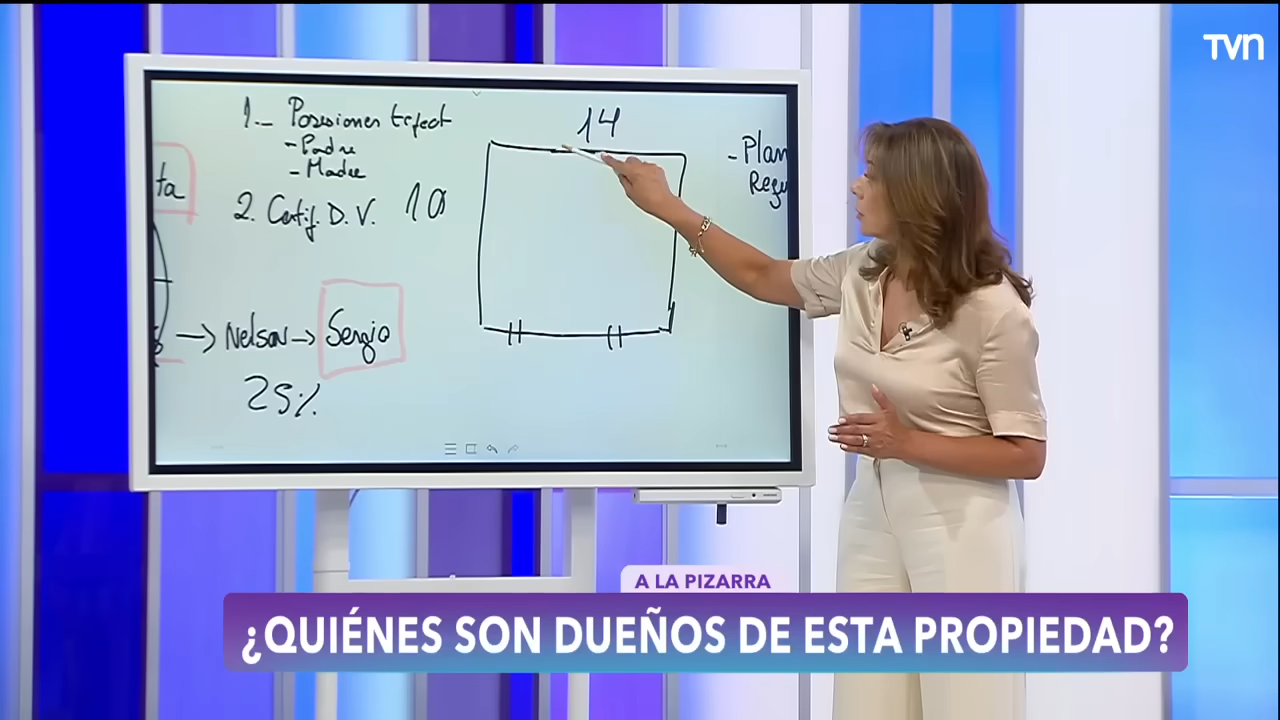 TVN
1._ Posesiones Efect
- Padre
- Madre
2. Certif. D. V.
10
14
- Plan
Regu
ta
→ Nelson → Sergio
25%
A LA PIZARRA
¿QUIÉNES SON DUEÑOS DE ESTA PROPIEDAD?